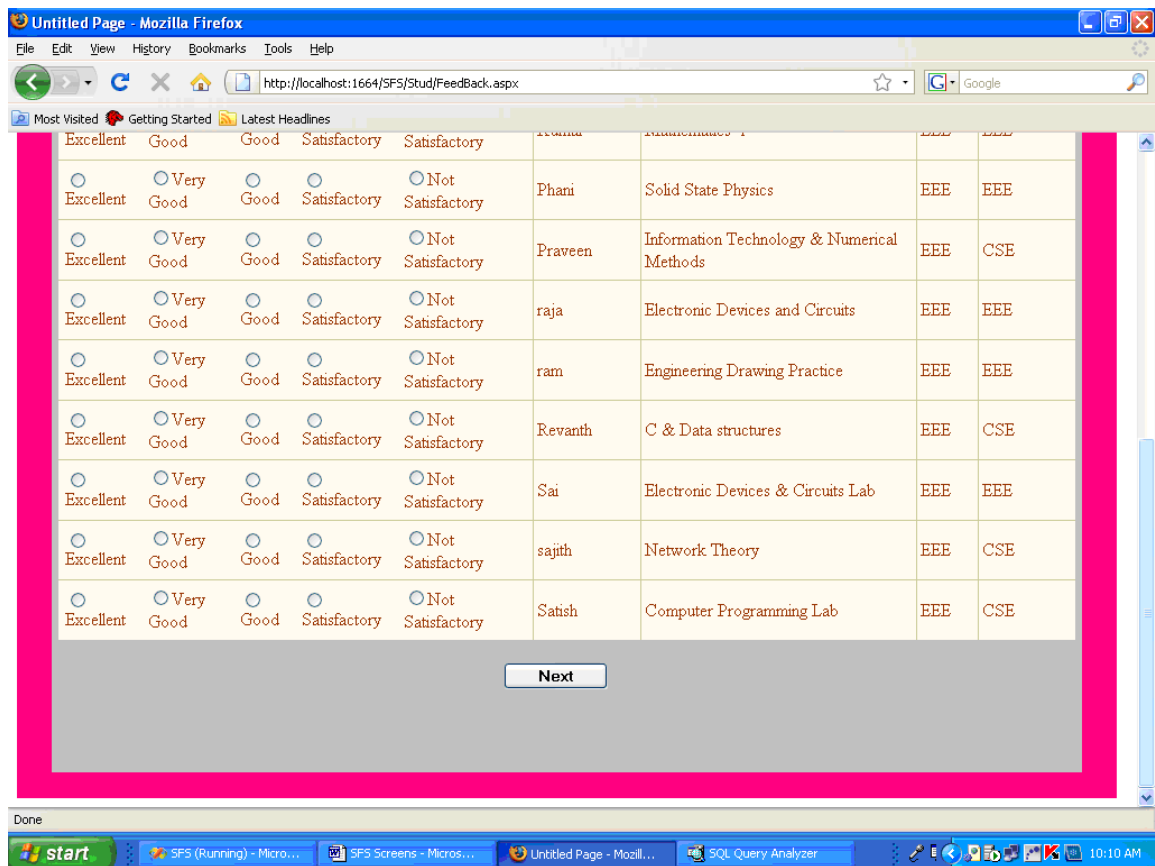 Untitled Page - Mozilla Firefox
File Edit View History Bookmarks Tools Help
http://localhost:1664/SFS/Stud/FeedBack.aspx
G Google
Most Visited Getting Started Latest Headlines
Excellent Good Good Satisfactory Satisfactory
Very Not
Excellent Good Good Satisfactory Satisfactory Phani Solid State Physics EEE EEE
Very Not Information Technology & Numerical
Excellent Good Good Satisfactory Satisfactory Praveen Methods EEE CSE
Very Not
Excellent Good Good Satisfactory Satisfactory raja Electronic Devices and Circuits EEE EEE
Very Not
Excellent Good Good Satisfactory Satisfactory ram Engineering Drawing Practice EEE EEE
Very Not
Excellent Good Good Satisfactory Satisfactory Revanth C & Data structures EEE CSE
Very Not
Excellent Good Good Satisfactory Satisfactory Sai Electronic Devices & Circuits Lab EEE EEE
Very Not
Excellent Good Good Satisfactory Satisfactory sajith Network Theory EEE CSE
Very Not
Excellent Good Good Satisfactory Satisfactory Satish Computer Programming Lab EEE CSE
Next
Done
start SFS (Running) - Micro... SFS Screens - Micros... Untitled Page - Mozill... SQL Query Analyzer 10:10 AM